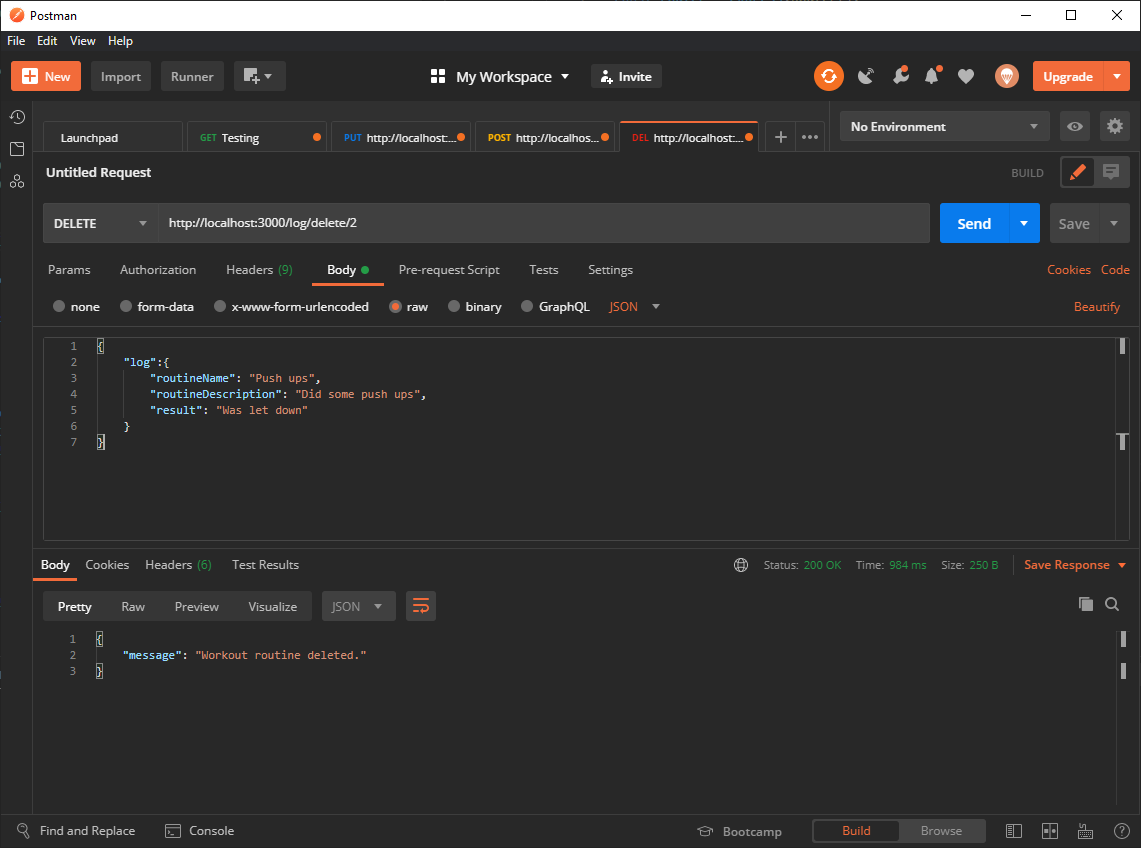 Postman
File Edit View Help
New Import Runner My Workspace Invite Upgrade
Launchpad GET Testing PUT http://localhost:... POST http://localhos... DEL http://localhost:... No Environment
Untitled Request BUILD
DELETE http://localhost:3000/log/delete/2 Send Save
Params Authorization Headers (9) Body Pre-request Script Tests Settings Cookies Code
none form-data x-www-form-urlencoded raw binary GraphQL JSON Beautify
1 {
2 "log":{
3 "routineName": "Push ups",
4 "routineDescription": "Did some push ups",
5 "result": "Was let down"
6 }
7 }
Body Cookies Headers (6) Test Results Status: 200 OK Time: 984 ms Size: 250 B Save Response
Pretty Raw Preview Visualize JSON
1 {
2 "message": "Workout routine deleted."
3 }
Find and Replace Console Bootcamp Build Browse